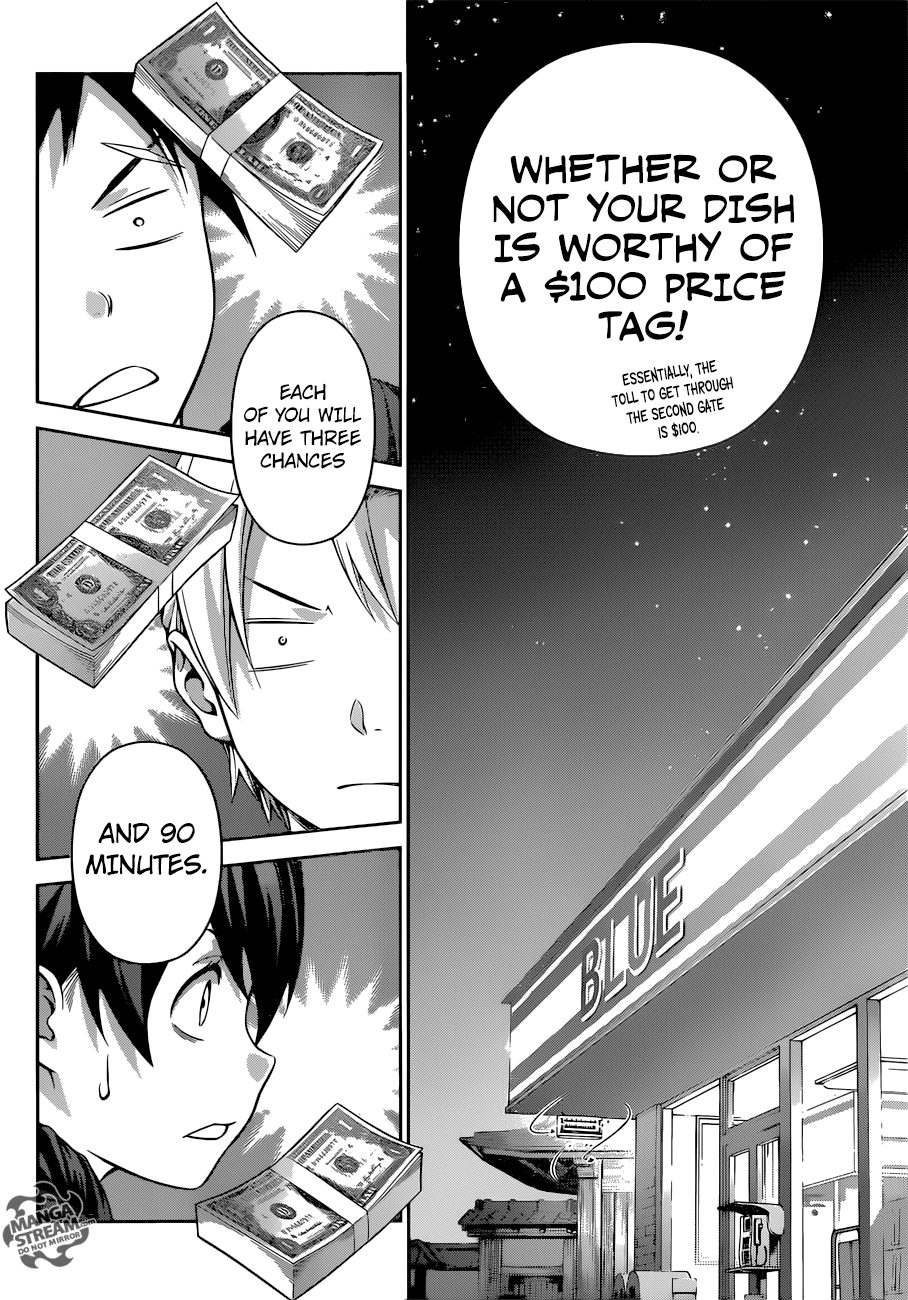 WHETHER OR
NOT YOUR DISH
IS WORTHY OF
A $100 PRICE
TAG!
ESSENTIALLY, THE
TOLL TO GET THROUGH
THE SECOND GATE
IS $100.
BLUE
EACH
OF YOU WILL
HAVE THREE
CHANCES
AND 90
MINUTES.
MANGA
STREAM.com
DO NOT MIRROR!